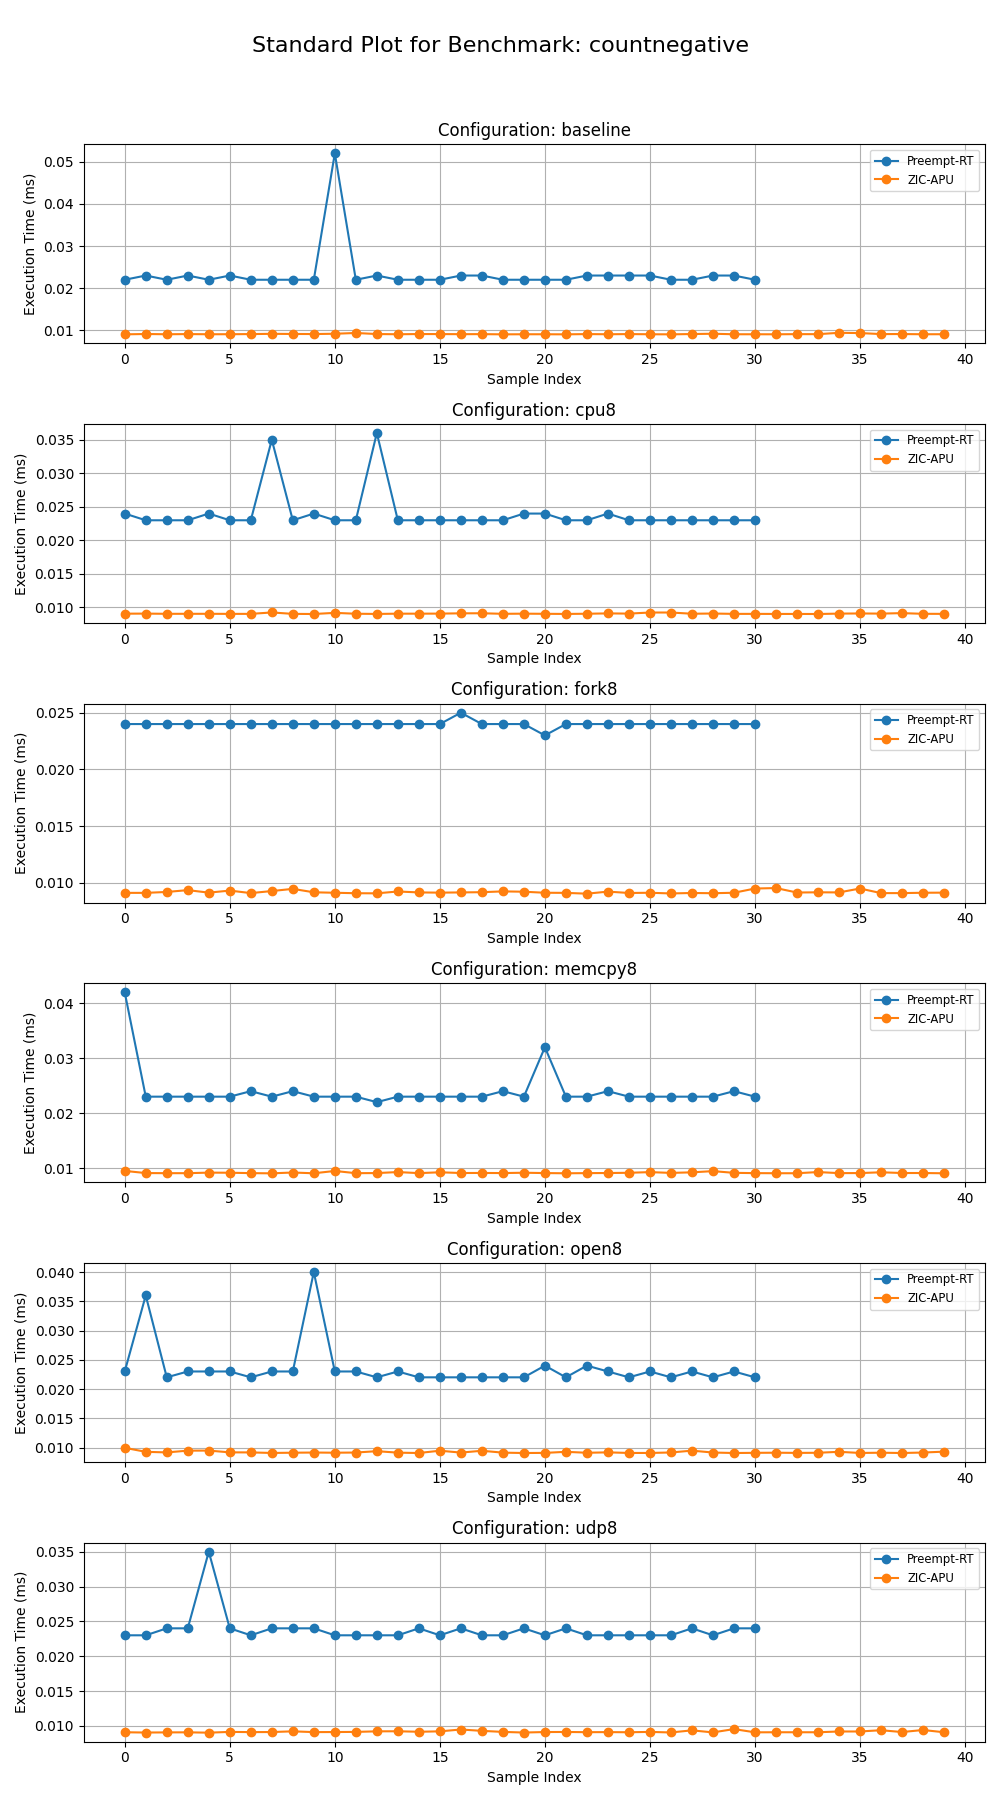 Standard Plot for Benchmark: countnegative
Configuration: baseline
Execution Time (ms)
0.05
0.04
0.03
0.02
0.01
Preempt-RT
ZIC-APU
0 5 10 15 20 25 30 35 40
Sample Index
Configuration: cpu8
Execution Time (ms)
0.035
0.030
0.025
0.020
0.015
0.010
Preempt-RT
ZIC-APU
0 5 10 15 20 25 30 35 40
Sample Index
Configuration: fork8
Execution Time (ms)
0.025
0.020
0.015
0.010
Preempt-RT
ZIC-APU
0 5 10 15 20 25 30 35 40
Sample Index
Configuration: memcpy8
Execution Time (ms)
0.04
0.03
0.02
0.01
Preempt-RT
ZIC-APU
0 5 10 15 20 25 30 35 40
Sample Index
Configuration: open8
Execution Time (ms)
0.040
0.035
0.030
0.025
0.020
0.015
0.010
Preempt-RT
ZIC-APU
0 5 10 15 20 25 30 35 40
Sample Index
Configuration: udp8
Execution Time (ms)
0.035
0.030
0.025
0.020
0.015
0.010
Preempt-RT
ZIC-APU
0 5 10 15 20 25 30 35 40
Sample Index